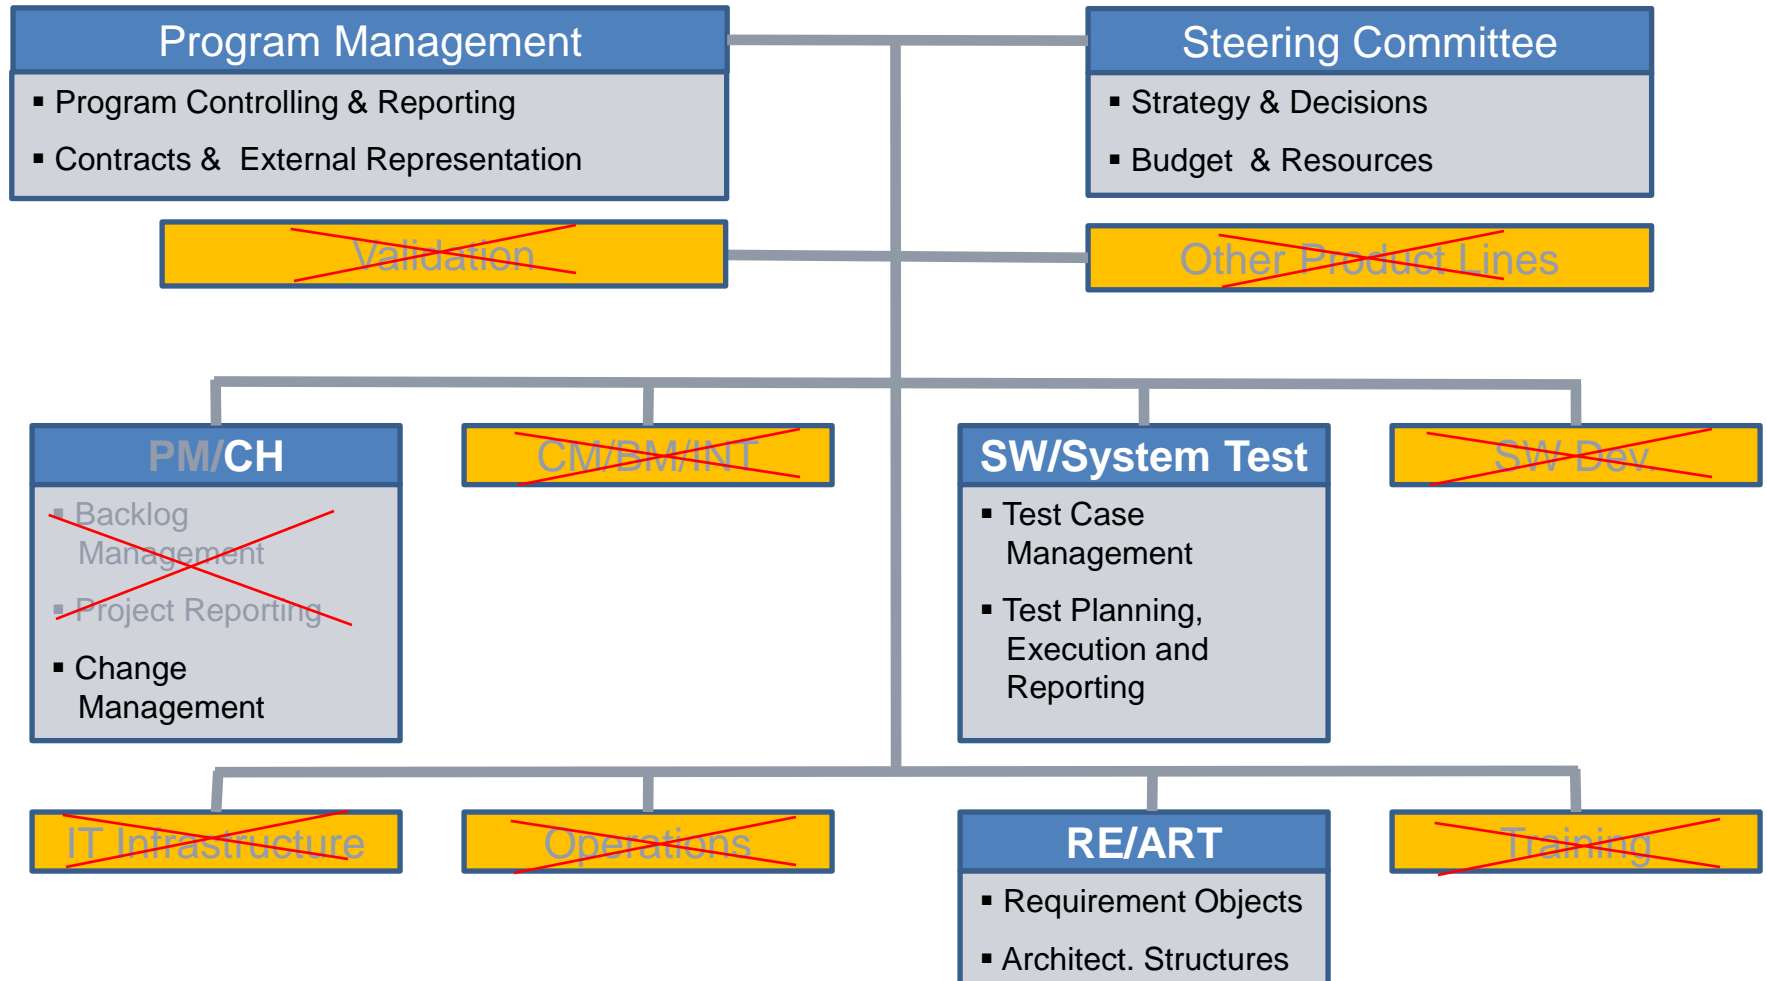 Program Management
▪ Program Controlling & Reporting
▪ Contracts & External Representation
Steering Committee
▪ Strategy & Decisions
▪ Budget & Resources
Validation
Other Product Lines
PM/CH
▪ Backlog
Management
▪ Project Reporting
▪ Change
Management
CM/BM/INT
SW/System Test
▪ Test Case
Management
▪ Test Planning,
Execution and
Reporting
SW Dev.
IT Infrastructure
Operations
RE/ART
▪ Requirement Objects
▪ Architect. Structures
Training